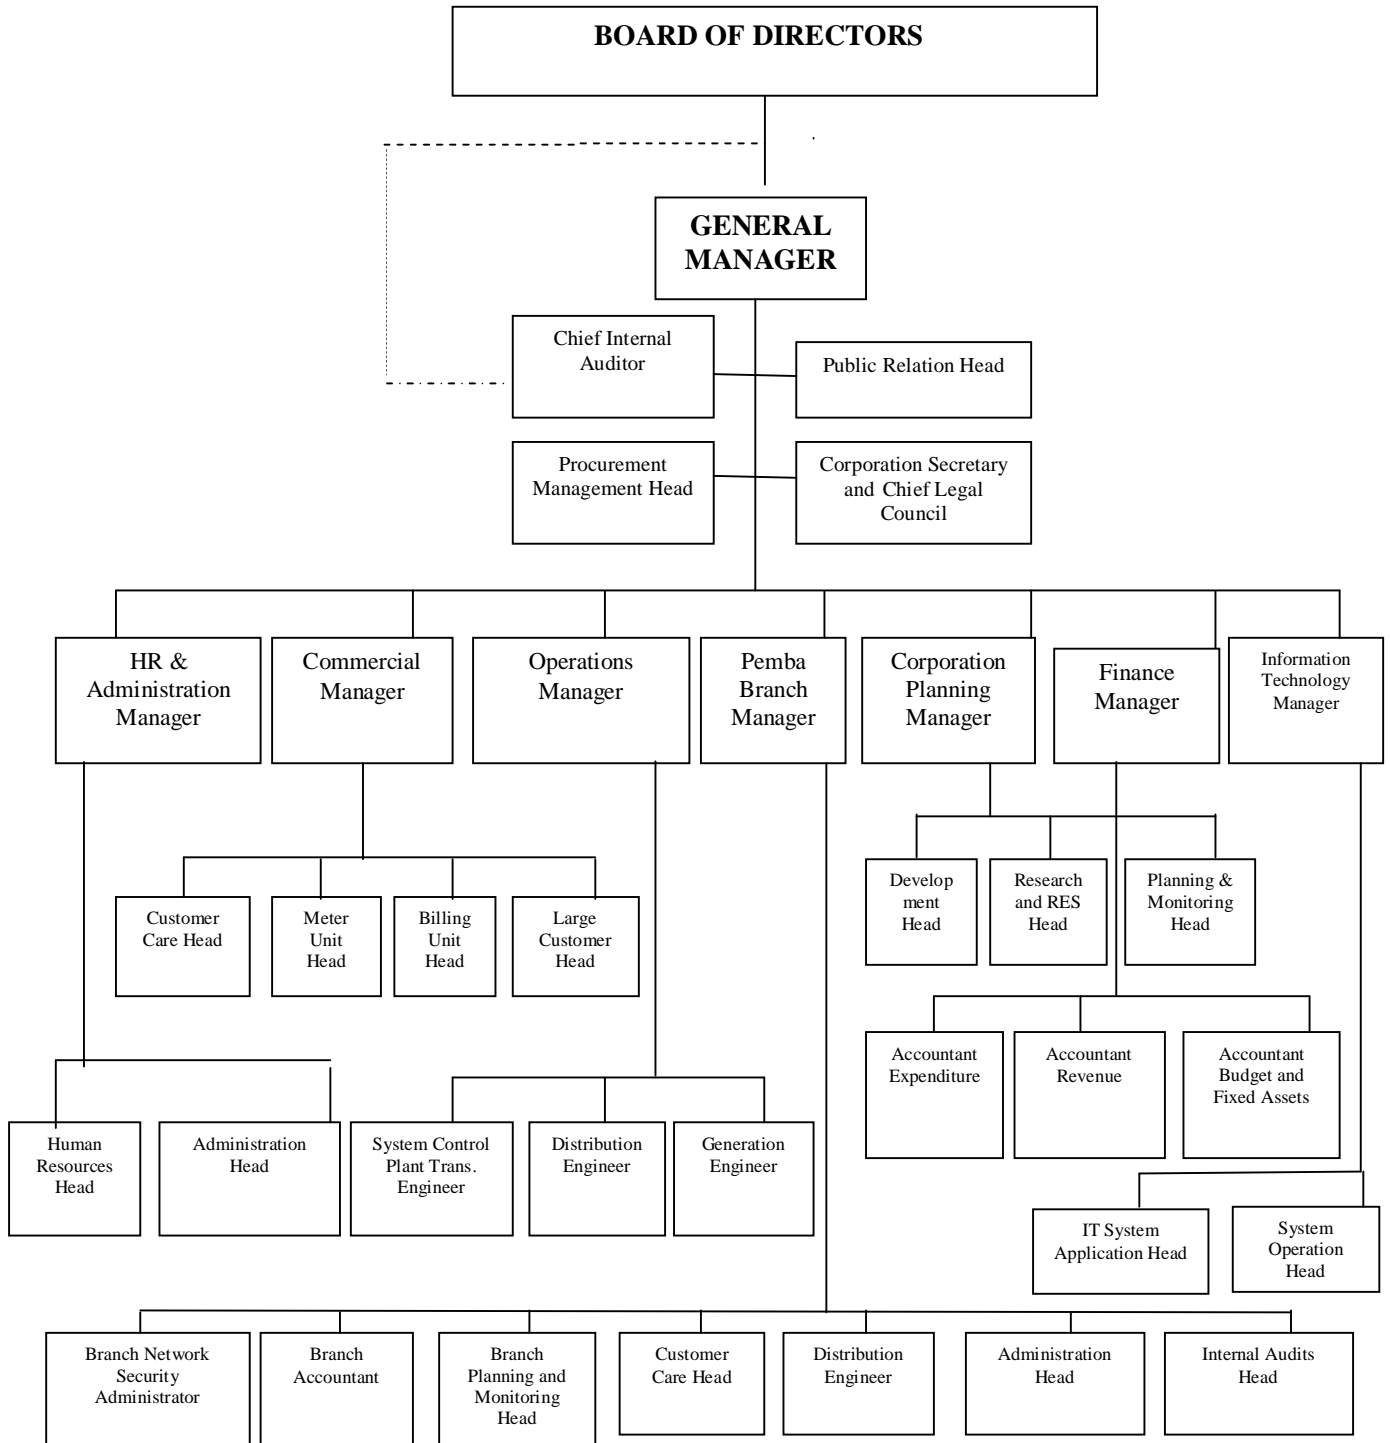 BOARD OF DIRECTORS
GENERAL
MANAGER
Chief Internal
Auditor
Public Relation Head
Procurement
Management Head
Corporation Secretary
and Chief Legal
Council
HR &
Administration
Manager
Commercial
Manager
Operations
Manager
Pemba
Branch
Manager
Corporation
Planning
Manager
Finance
Manager
Information
Technology
Manager
Develop
ment
Head
Research
and RES
Head
Planning &
Monitoring
Head
Customer
Care Head
Meter
Unit
Head
Billing
Unit
Head
Large
Customer
Head
Accountant
Expenditure
Accountant
Revenue
Accountant
Budget and
Fixed Assets
Human
Resources
Head
Administration
Head
System Control
Plant Trans.
Engineer
Distribution
Engineer
Generation
Engineer
IT System
Application Head
System
Operation
Head
Branch Network
Security
Administrator
Branch
Accountant
Branch
Planning and
Monitoring
Head
Customer
Care Head
Distribution
Engineer
Administration
Head
Internal Audits
Head